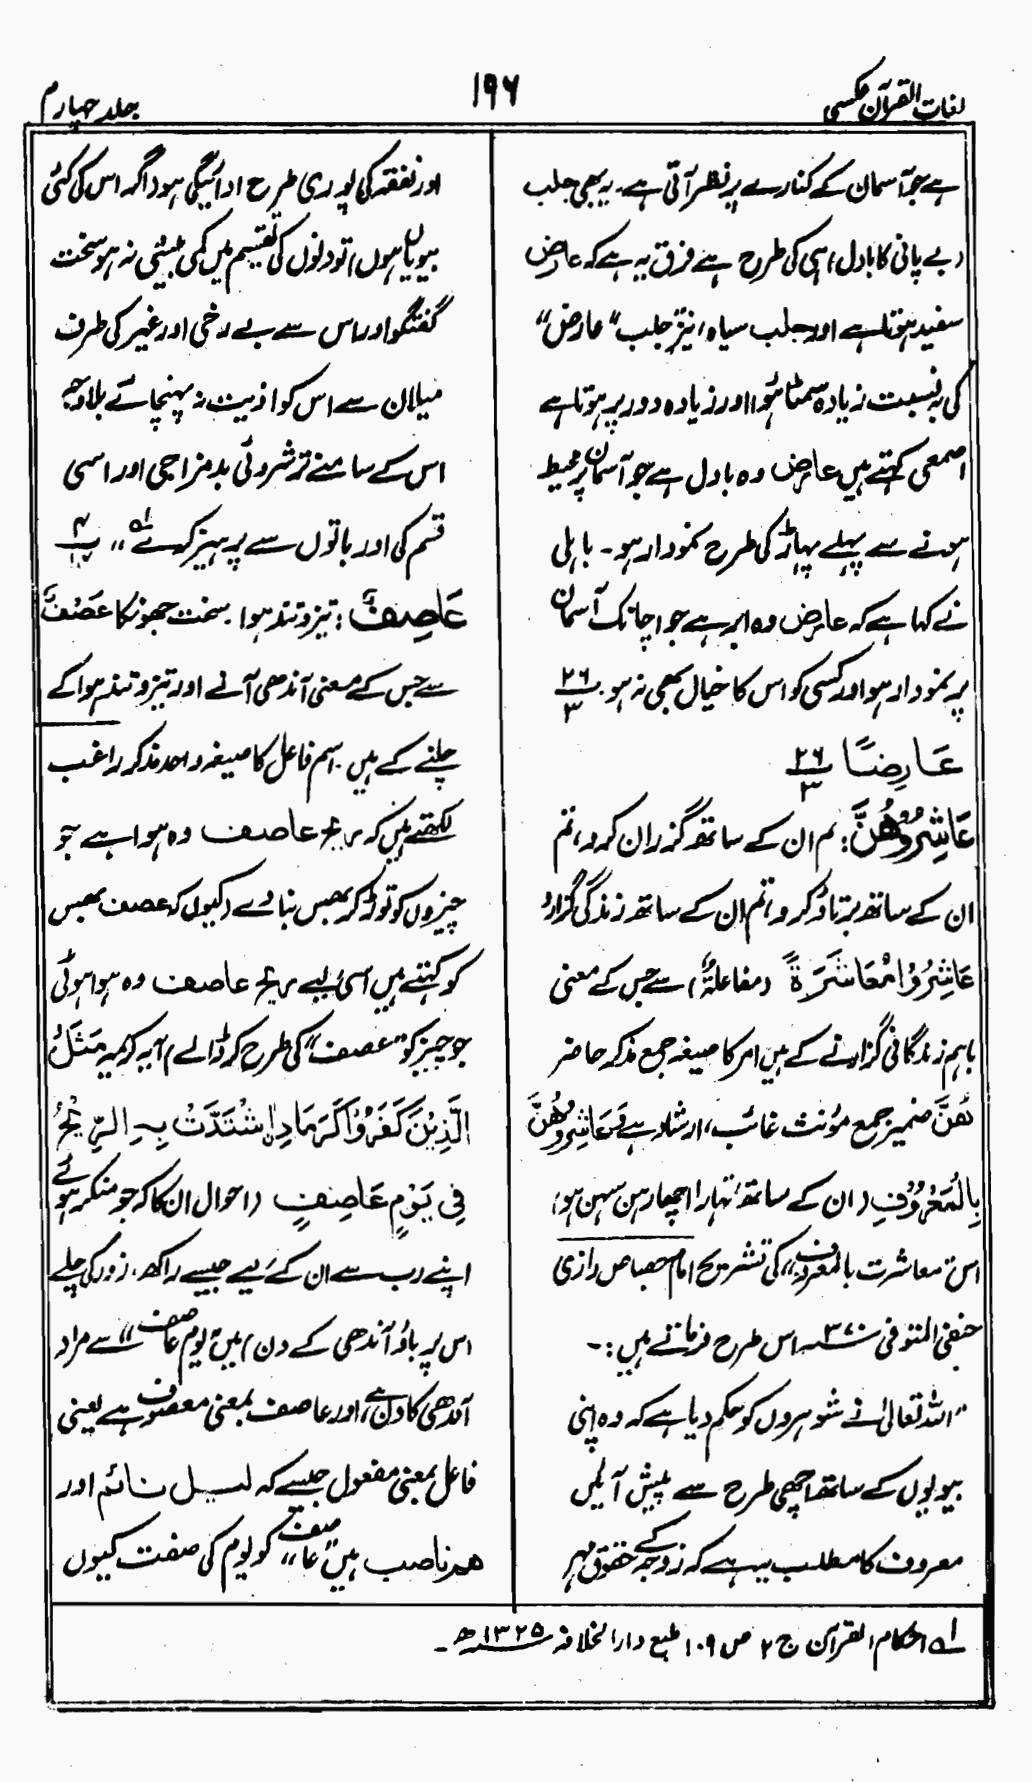 لغات القرآن عکسی
۱۹۶
جلد چہارم
ہے جو آسمان کے کنارے پر نظر آتی ہے۔ یہ بھی جلب
(بے پانی کا بادل) ہی کی طرح ہے فرق یہ ہے کہ عارض
سفید ہوتا ہے اور جلب سیاہ، نیز جلب "عارض"
کی بہ نسبت زیادہ سمٹا ہُوا اور زیادہ دور پر ہوتا ہے
اصمعی کہتے ہیں عارض وہ بادل ہے جو آسمان پر محیط
ہونے سے پہلے پہاڑ کی طرح نمودار ہو۔ باہلی
نے کہا ہے کہ عارض وہ ابر ہے جو اچانک آسمان
پر نمودار ہو اور کسی کو اس کا خیال بھی نہ ہو۔ ۲۶/۳
عَارِضًا ۲۶/۳
عَاشِرُوْهُنَّ: تم ان کے ساتھ گزران کرو، تم
ان کے ساتھ برتاؤ کرو، تم ان کے ساتھ زندگی گزارو
عَاشِرُوْا مُعَاشَرَةً (مفاعلةٌ) سے جس کے معنی
باہم زندگانی گزارنے کے ہیں امر کا صیغہ جمع مذکر حاضر
هُنَّ ضمیر جمع مؤنث غائب، ارشاد ہے وَعَاشِرُوْهُنَّ
بِالْمَعْرُوْفِ (ان کے ساتھ تمہارا اچھا رہن سہن ہو)
اس "معاشرت بالمعروف" کی تشریح امام جصاص رازی
حنفی المتوفی ۳۷۰ھ اس طرح فرماتے ہیں:۔
"اللہ تعالیٰ نے شوہروں کو حکم دیا ہے کہ وہ اپنی
بیویوں کے ساتھ اچھی طرح سے پیش آئیں
معروف کا مطلب یہ ہے کہ زوجہ کے حقوق مہر
اور نفقہ کی پوری طرح ادائیگی ہو (اگر اس کی کئی
بیویاں ہوں) تو دنوں کی تقسیم میں کمی بیشی نہ ہو سخت
گفتگو اور اس سے بے رخی اور غیر کی طرف
میلان سے اس کو اذیت نہ پہنچائے بلاوجہ
اس کے سامنے ترشروئی بدمزاجی اور اسی
قسم کی اور باتوں سے پرہیز کرے لہ" ۴/۱۴
عَاصِفٌ: تیز و تند ہوا۔ سخت جھونکا عَصْفٌ
سے جس کے معنی آندھی آنے اور تیز و تند ہوا کے
چلنے کے ہیں۔ اسم فاعل کا صیغہ واحد مذکر راغب
لکھتے ہیں کہ ریح عاصف وہ ہوا ہے جو
چیزوں کو توڑ کر بھس بنا دے (کیوں کہ عصف بھس
کو کہتے ہیں اسی لیے ریح عاصف وہ ہوا ہوئی
جو چیز کو "عصف" کی طرح کر ڈالے) آیہ کریمہ مَثَلُ
الَّذِيْنَ كَفَرُوْا كَرَمَادِ اشْتَدَّتْ بِهِ الرِّيْحُ
فِيْ يَوْمٍ عَاصِفٍ (احوال ان کا کہ جو منکر ہوئے
اپنے رب سے ان کے کیے جیسے راکھ، زور کی چلے
اس پر باؤ آندھی کے دن) میں "یوم عاصف" سے مراد
آندھی کا دن ہے، اور عاصف بمعنی معصوف ہے یعنی
فاعل بمعنی مفعول جیسے کہ لیل نائم اور
هم ناصب ہیں "عاصف" کو یوم کی صفت کیوں
لہ احکام القرآن ج ۲ ص ۱۰۹ طبع دارالخلافہ ۱۳۲۵ھ۔